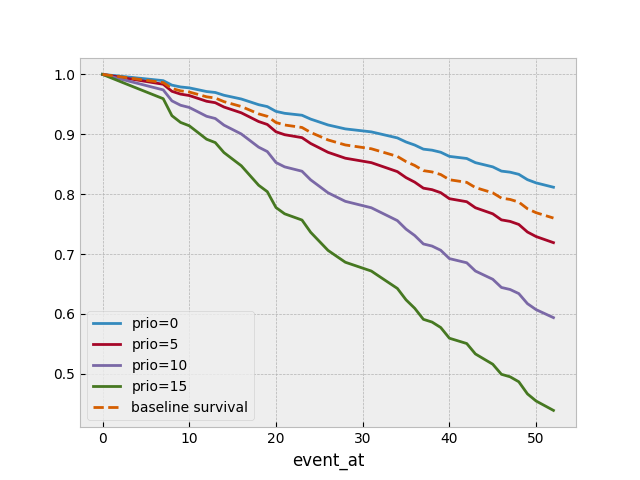 1.0
0.9
0.8
0.7
0.6
0.5
prio=0
prio=5
prio=10
prio=15
baseline survival
0 10 20 30 40 50
event_at